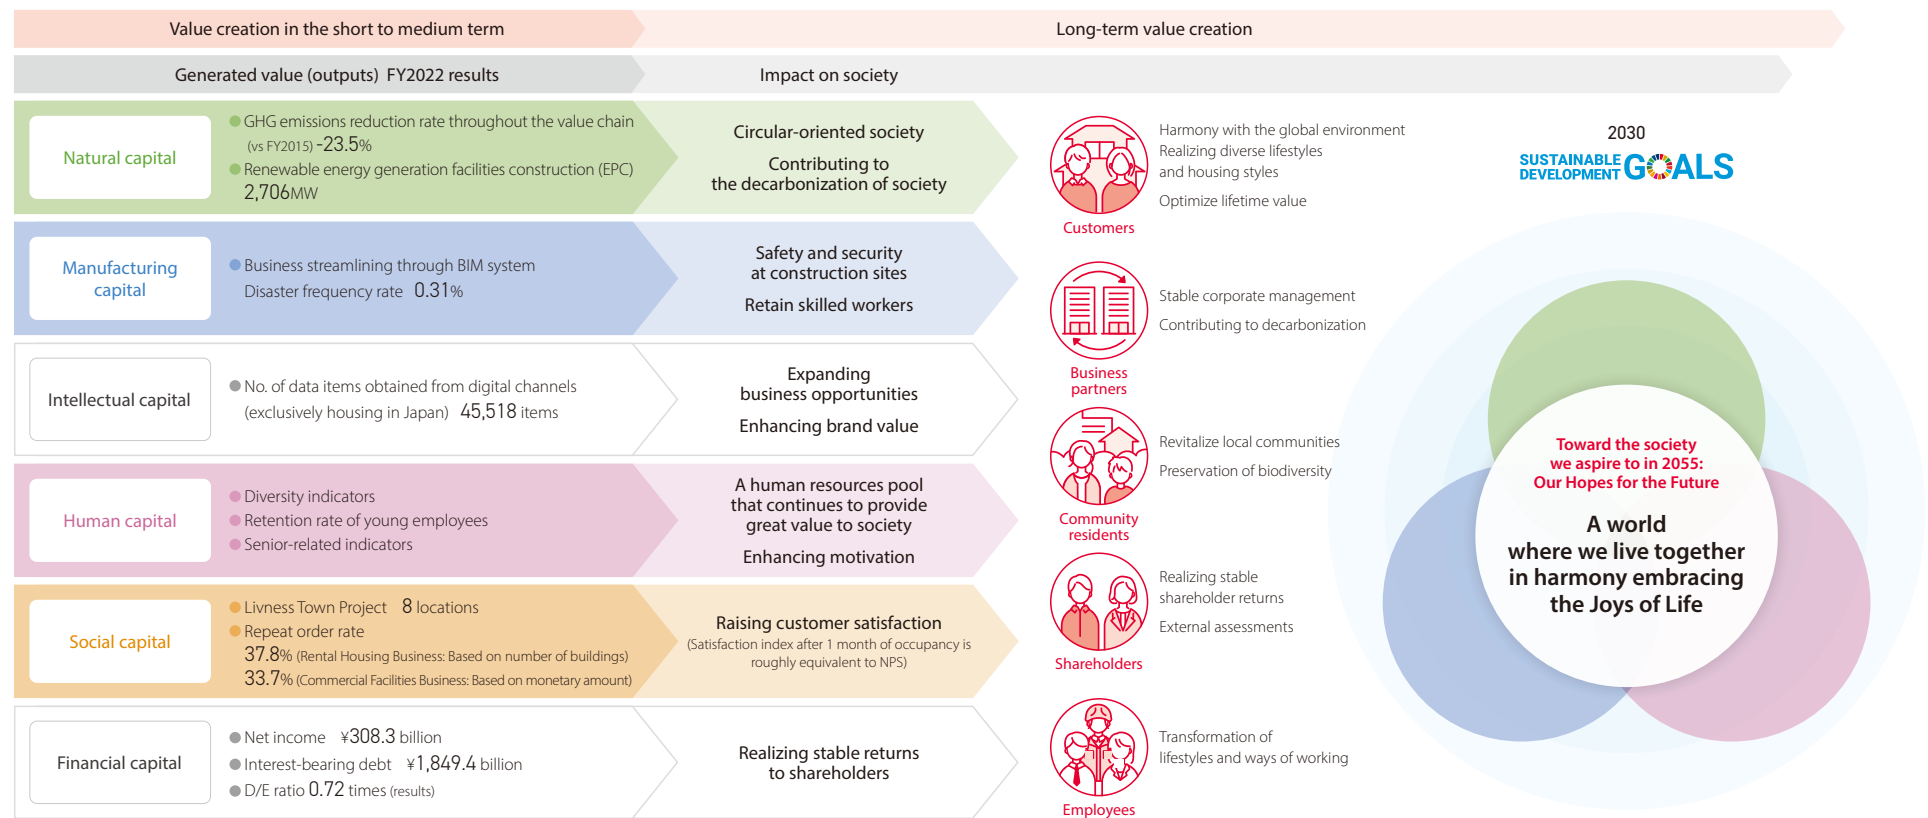 Value creation in the short to medium term
Long-term value creation
Generated value (outputs) FY2022 results
Impact on society
Natural capital
● GHG emissions reduction rate throughout the value chain
(vs FY2015) -23.5%
● Renewable energy generation facilities construction (EPC)
2,706MW
Circular-oriented society
Contributing to
the decarbonization of society
Manufacturing
capital
● Business streamlining through BIM system
Disaster frequency rate 0.31%
Safety and security
at construction sites
Retain skilled workers
Intellectual capital
● No. of data items obtained from digital channels
(exclusively housing in Japan) 45,518 items
Expanding
business opportunities
Enhancing brand value
Human capital
● Diversity indicators
● Retention rate of young employees
● Senior-related indicators
A human resources pool
that continues to provide
great value to society
Enhancing motivation
Social capital
● Livness Town Project 8 locations
● Repeat order rate
37.8% (Rental Housing Business: Based on number of buildings)
33.7% (Commercial Facilities Business: Based on monetary amount)
Raising customer satisfaction
(Satisfaction index after 1 month of occupancy is
roughly equivalent to NPS)
Financial capital
● Net income ¥308.3 billion
● Interest-bearing debt ¥1,849.4 billion
● D/E ratio 0.72 times (results)
Realizing stable returns
to shareholders
Customers
Harmony with the global environment
Realizing diverse lifestyles
and housing styles
Optimize lifetime value
Business
partners
Stable corporate management
Contributing to decarbonization
Community
residents
Revitalize local communities
Preservation of biodiversity
Shareholders
Realizing stable
shareholder returns
External assessments
Employees
Transformation of
lifestyles and ways of working
2030
SUSTAINABLE
DEVELOPMENT GOALS
Toward the society
we aspire to in 2055:
Our Hopes for the Future
A world
where we live together
in harmony embracing
the Joys of Life